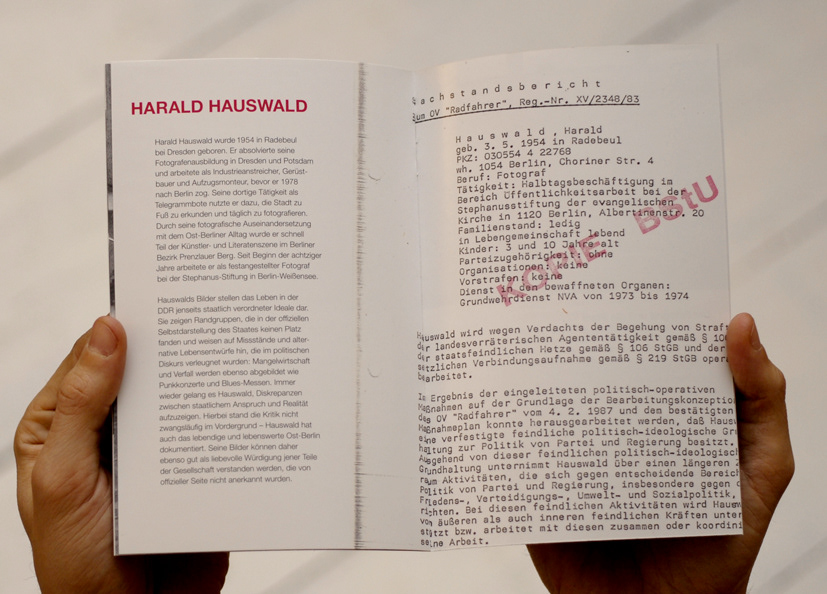 HARALD HAUSWALD
Harald Hauswald wurde 1954 in Radebeul
bei Dresden geboren. Er absolvierte seine
Fotografenausbildung in Dresden und Potsdam
und arbeitete als Industrieanstreicher, Gerüst-
bauer und Aufzugsmonteur, bevor er 1978
nach Berlin zog. Seine dortige Tätigkeit als
Telegrammbote nutzte er dazu, die Stadt zu
Fuß zu erkunden und täglich zu fotografieren.
Durch seine fotografische Auseinandersetzung
mit dem Ost-Berliner Alltag wurde er schnell
Teil der Künstler- und Literatenszene im Berliner
Bezirk Prenzlauer Berg. Seit Beginn der achtziger
Jahre arbeitete er als festangestellter Fotograf
bei der Stephanus-Stiftung in Berlin-Weißensee.
Hauswalds Bilder stellen das Leben in der
DDR jenseits staatlich verordneter Ideale dar.
Sie zeigen Randgruppen, die in der offiziellen
Selbstdarstellung des Staates keinen Platz
fanden und weisen auf Missstände und alter-
native Lebensentwürfe hin, die im politischen
Diskurs verleugnet wurden: Mangelwirtschaft
und Verfall werden ebenso abgebildet wie
Punkkonzerte und Blues-Messen. Immer
wieder gelang es Hauswald, Diskrepanzen
zwischen staatlichem Anspruch und Realität
aufzuzeigen. Hierbei stand die Kritik nicht
zwangsläufig im Vordergrund – Hauswald hat
auch das lebendige und lebenswerte Ost-Berlin
dokumentiert. Seine Bilder können daher
ebenso gut als liebevolle Würdigung jener Teile
der Gesellschaft verstanden werden, die von
offizieller Seite nicht anerkannt wurden.
Sachstandsbericht
zum OV "Radfahrer", Reg.-Nr. XV/2348/83
Hauswald, Harald
geb. 3. 5. 1954 in Radebeul
PKZ: 030554 4 22768
wh. 1054 Berlin, Choriner Str. 4
Beruf: Fotograf
Tätigkeit: Halbtagsbeschäftigung im
Bereich Öffentlichkeitsarbeit bei der
Stephanusstiftung der evangelischen
Kirche in 1120 Berlin, Albertinenstr. 20
Familienstand: ledig
in Lebensgemeinschaft lebend
Kinder: 3 und 10 Jahre alt
Parteizugehörigkeit: ohne
Organisationen: keine
Vorstrafen: keine
Dienst in den bewaffneten Organen:
Grundwehrdienst NVA von 1973 bis 1974
KOPIE BStU
Hauswald wird wegen Verdachts der Begehung von Straft
der landesverräterischen Agententätigkeit gemäß § 100
der staatsfeindlichen Hetze gemäß § 106 StGB und der
setzlichen Verbindungsaufnahme gemäß § 219 StGB oper
bearbeitet.
Im Ergebnis der eingeleiteten politisch-operativen
Maßnahmen auf der Grundlage der Bearbeitungskonzeption
des OV "Radfahrer" vom 4. 2. 1987 und dem bestätigten
Maßnahmeplan konnte herausgearbeitet werden, daß Hausw
eine verfestigte feindliche politisch-ideologische Gru
haltung zur Politik von Partei und Regierung besitzt.
Ausgehend von dieser feindlichen politisch-ideologisch
Grundhaltung unternimmt Hauswald über einen längeren Z
raum Aktivitäten, die sich gegen entscheidende Bereich
Politik von Partei und Regierung, insbesondere gegen d
Friedens-, Verteidigungs-, Umwelt- und Sozialpolitik,
richten. Bei diesen feindlichen Aktivitäten wird Hausw
von äußeren als auch inneren feindlichen Kräften unter
stützt bzw. arbeitet mit diesen zusammen oder koordini
seine Arbeit.